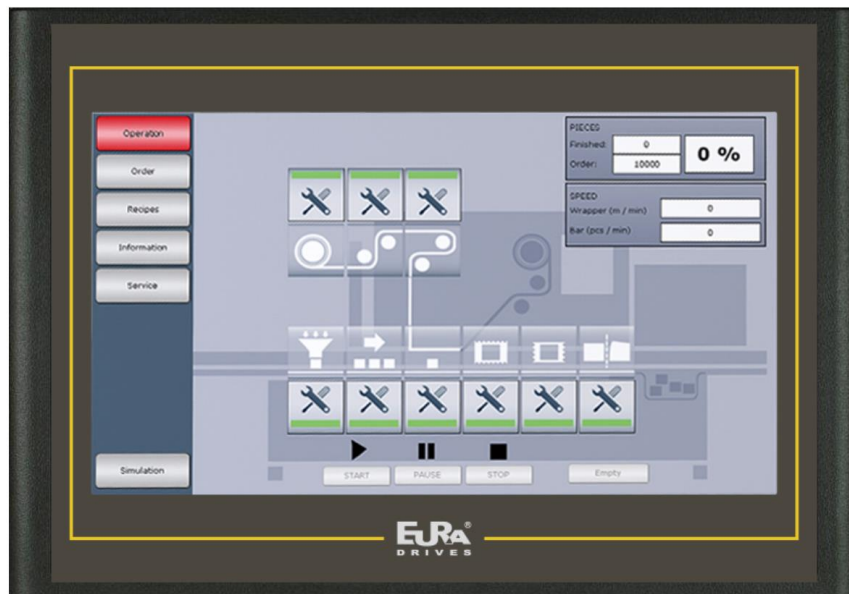 Operation
Order
Recipes
Information
Service
Simulation
PIECES
Finished: 0
Order: 10000
0 %
SPEED
Wrapper (m / min) 0
Bar (pcs / min) 0
START
PAUSE
STOP
Empty
EURA®
DRIVES